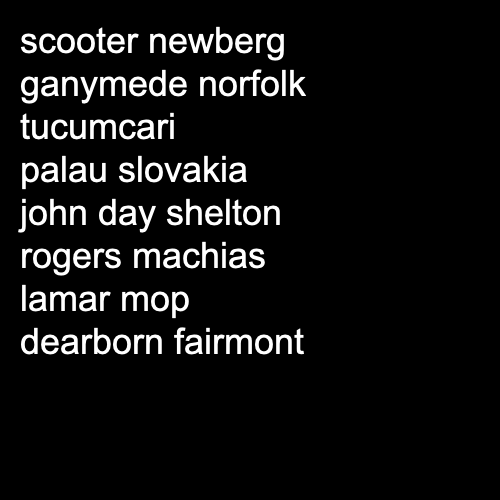 scooter newberg
ganymede norfolk
tucumcari
palau slovakia
john day shelton
rogers machias
lamar mop
dearborn fairmont